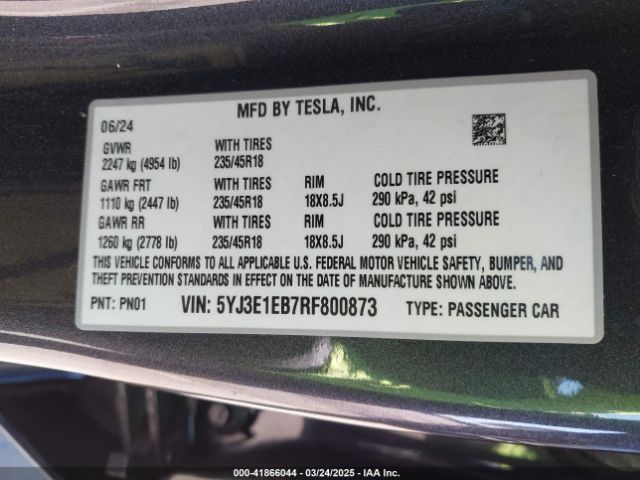 MFD BY TESLA, INC.
06/24
GVWR WITH TIRES
2247 kg (4954 lb) 235/45R18
GAWR FRT WITH TIRES RIM COLD TIRE PRESSURE
1110 kg (2447 lb) 235/45R18 18X8.5J 290 kPa, 42 psi
GAWR RR WITH TIRES RIM COLD TIRE PRESSURE
1260 kg (2778 lb) 235/45R18 18X8.5J 290 kPa, 42 psi
THIS VEHICLE CONFORMS TO ALL APPLICABLE U.S. FEDERAL MOTOR VEHICLE SAFETY, BUMPER, AND
THEFT PREVENTION STANDARDS IN EFFECT ON THE DATE OF MANUFACTURE SHOWN ABOVE.
PNT: PN01 VIN: 5YJ3E1EB7RF800873 TYPE: PASSENGER CAR
000-41866044 — 03/24/2025 — IAA Inc.